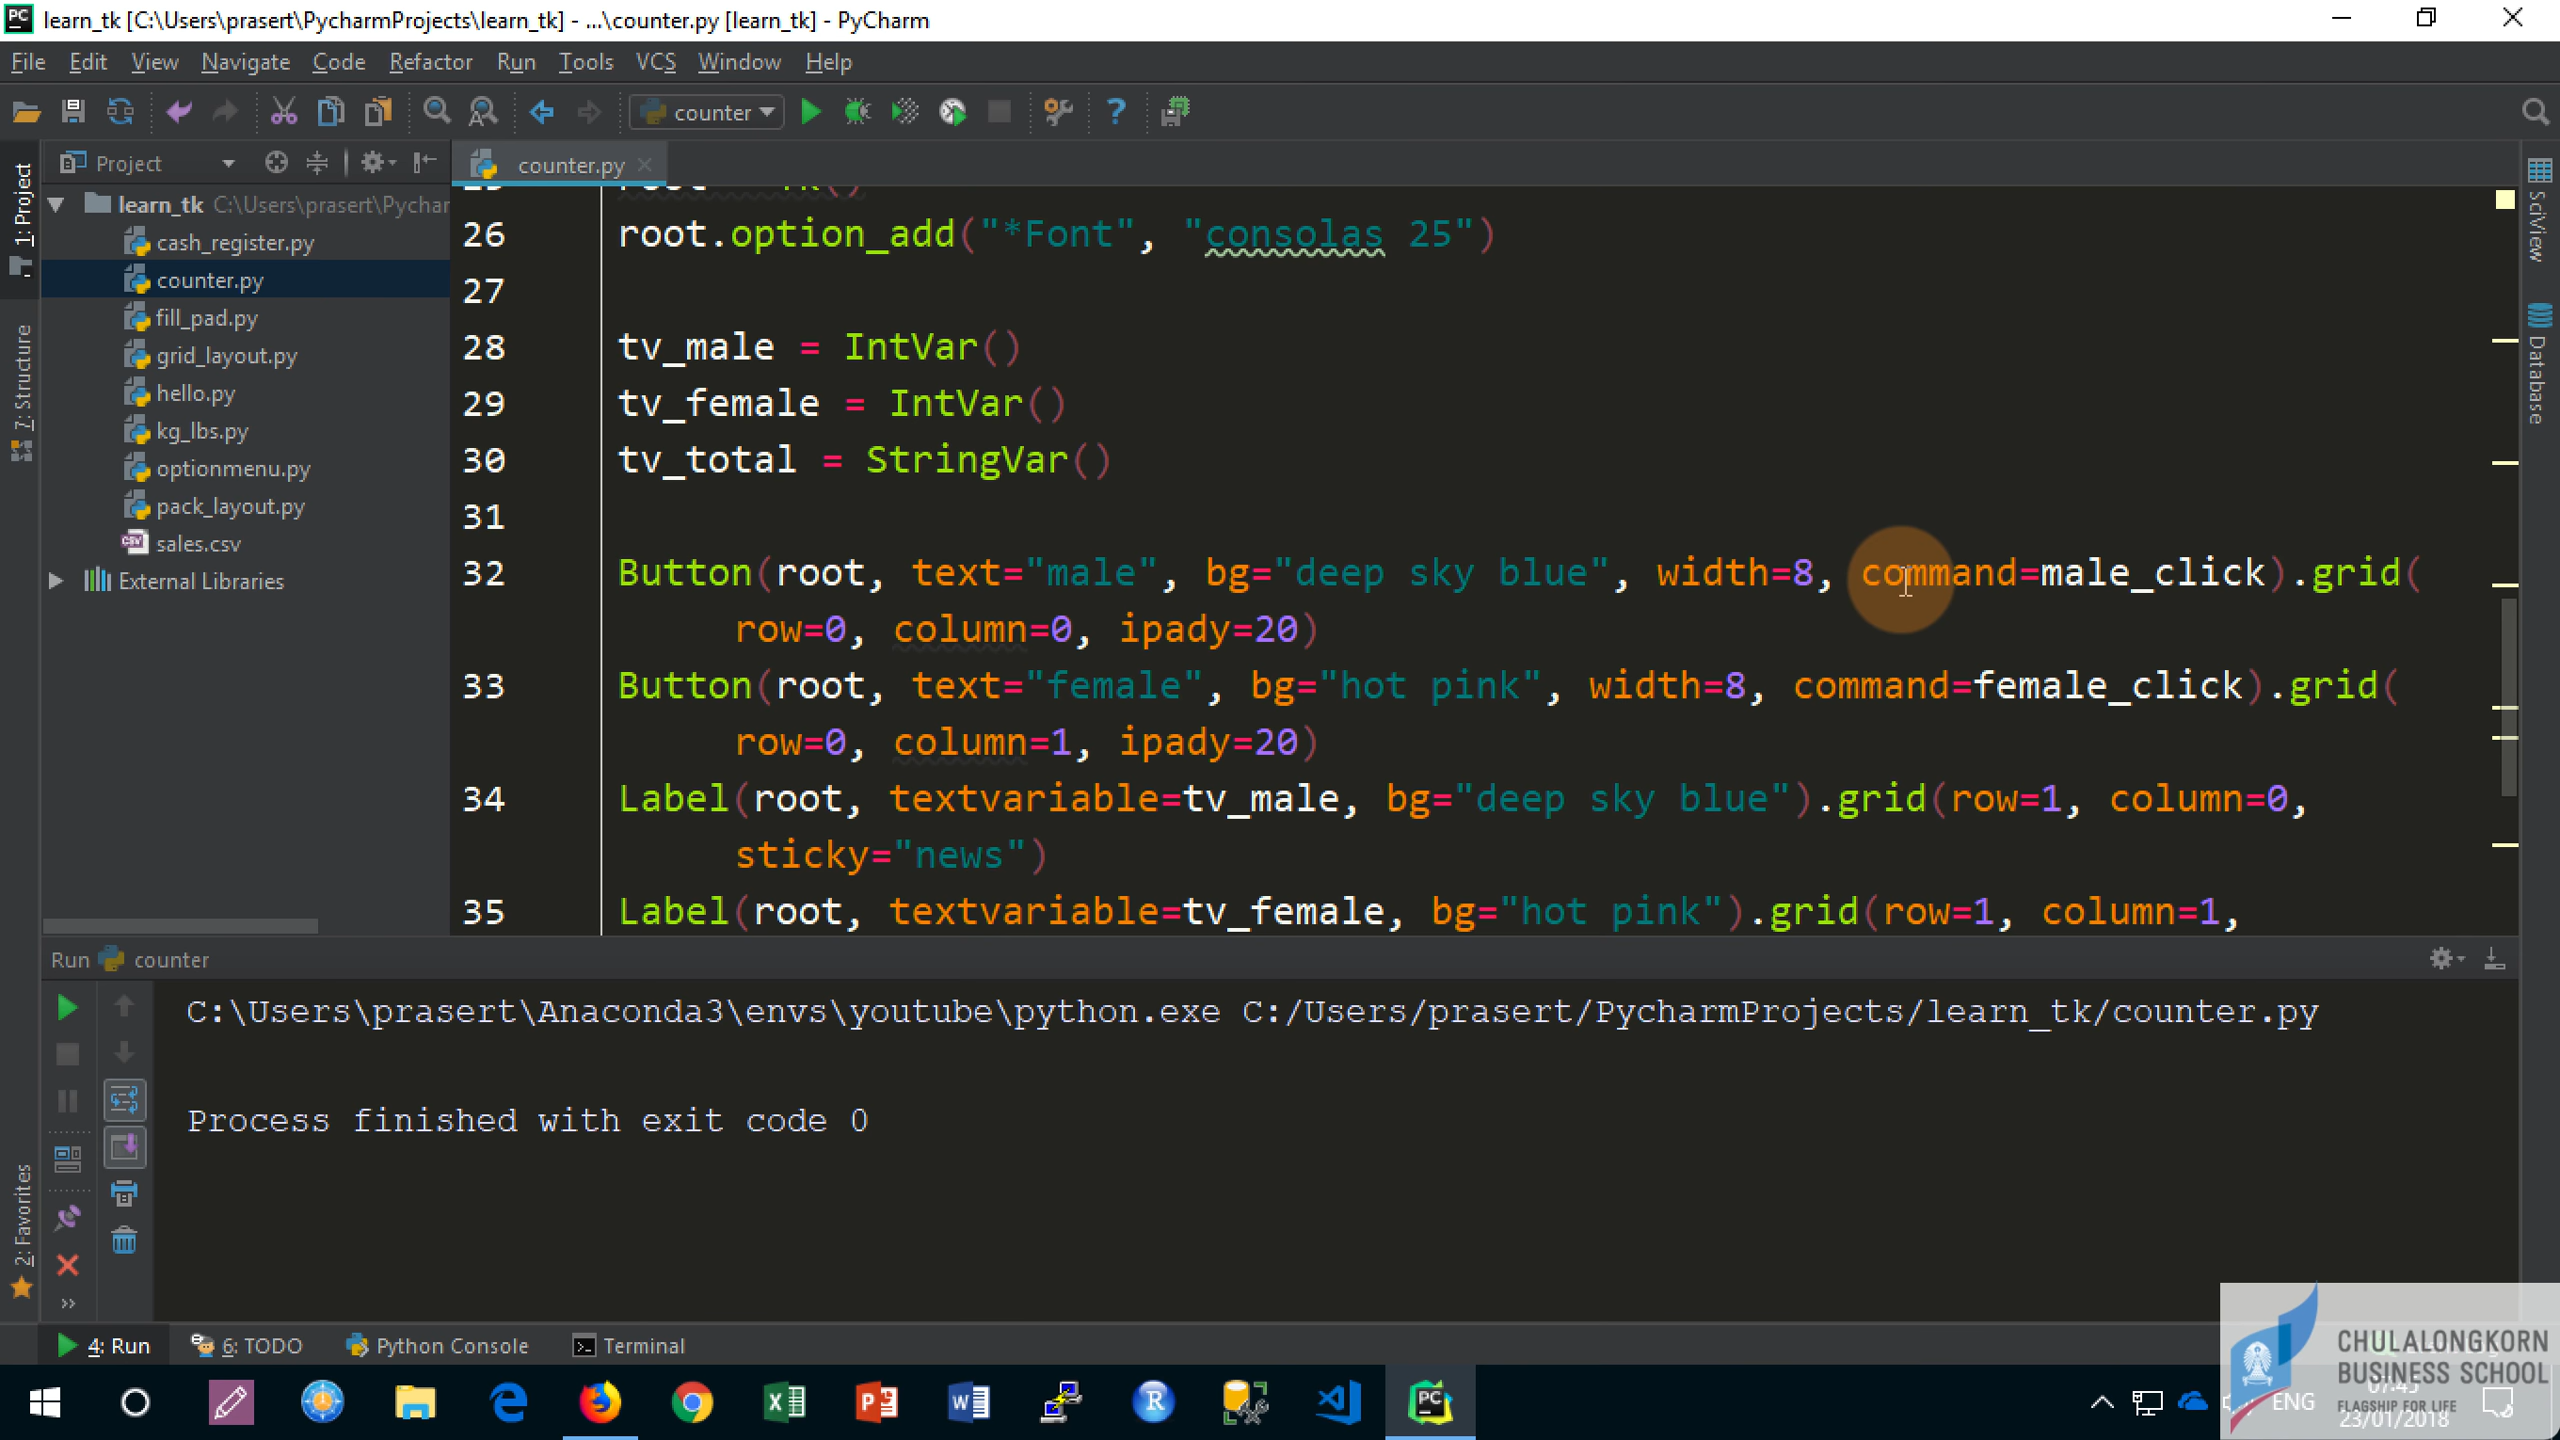 learn_tk [C:\Users\prasert\PycharmProjects\learn_tk] - ...\counter.py [learn_tk] - PyCharm
File Edit View Navigate Code Refactor Run Tools VCS Window Help
counter
Project
counter.py
1: Project
7: Structure
2: Favorites
SciView
Database
learn_tk C:\Users\prasert\Pychar
cash_register.py
counter.py
fill_pad.py
grid_layout.py
hello.py
kg_lbs.py
optionmenu.py
pack_layout.py
sales.csv
External Libraries
26 root.option_add("*Font", "consolas 25")
27
28 tv_male = IntVar()
29 tv_female = IntVar()
30 tv_total = StringVar()
31
32 Button(root, text="male", bg="deep sky blue", width=8, command=male_click).grid(
row=0, column=0, ipady=20)
33 Button(root, text="female", bg="hot pink", width=8, command=female_click).grid(
row=0, column=1, ipady=20)
34 Label(root, textvariable=tv_male, bg="deep sky blue").grid(row=1, column=0,
sticky="news")
35 Label(root, textvariable=tv_female, bg="hot pink").grid(row=1, column=1,
Run counter
C:\Users\prasert\Anaconda3\envs\youtube\python.exe C:/Users/prasert/PycharmProjects/learn_tk/counter.py
Process finished with exit code 0
4: Run 6: TODO Python Console Terminal
CHULALONGKORN
BUSINESS SCHOOL
FLAGSHIP FOR LIFE
ENG
07:45
23/01/2018